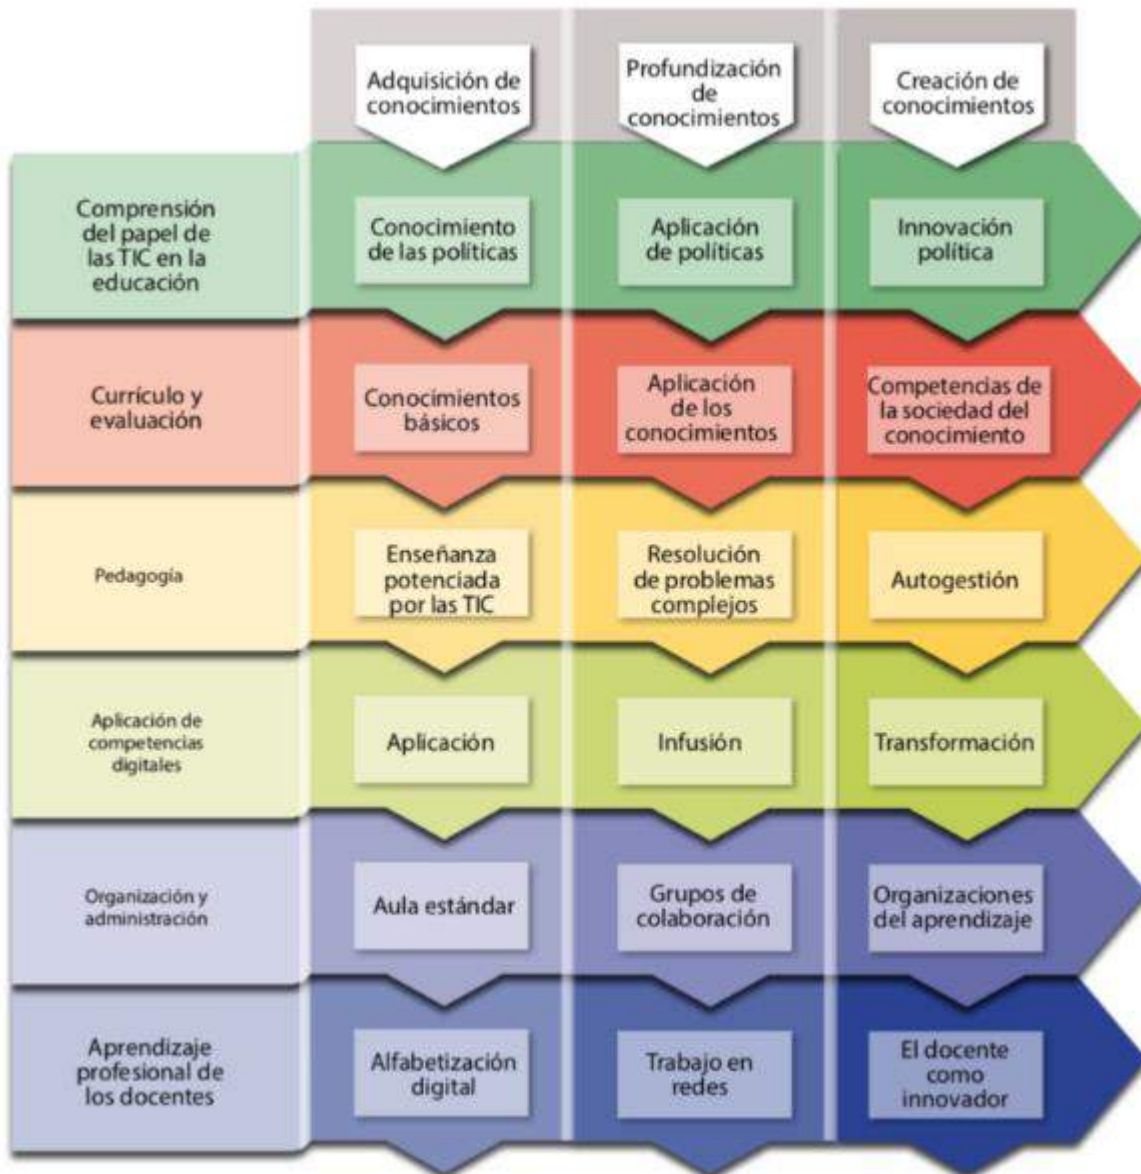 Adquisición de
conocimientos
Profundización
de
conocimientos
Creación de
conocimientos
Comprensión
del papel de
las TIC en la
educación
Conocimiento
de las políticas
Aplicación
de políticas
Innovación
política
Currículo y
evaluación
Conocimientos
básicos
Aplicación
de los
conocimientos
Competencias de
la sociedad del
conocimiento
Pedagogía
Enseñanza
potenciada
por las TIC
Resolución
de problemas
complejos
Autogestión
Aplicación de
competencias
digitales
Aplicación
Infusión
Transformación
Organización y
administración
Aula estándar
Grupos de
colaboración
Organizaciones
del aprendizaje
Aprendizaje
profesional de
los docentes
Alfabetización
digital
Trabajo en
redes
El docente
como
innovador